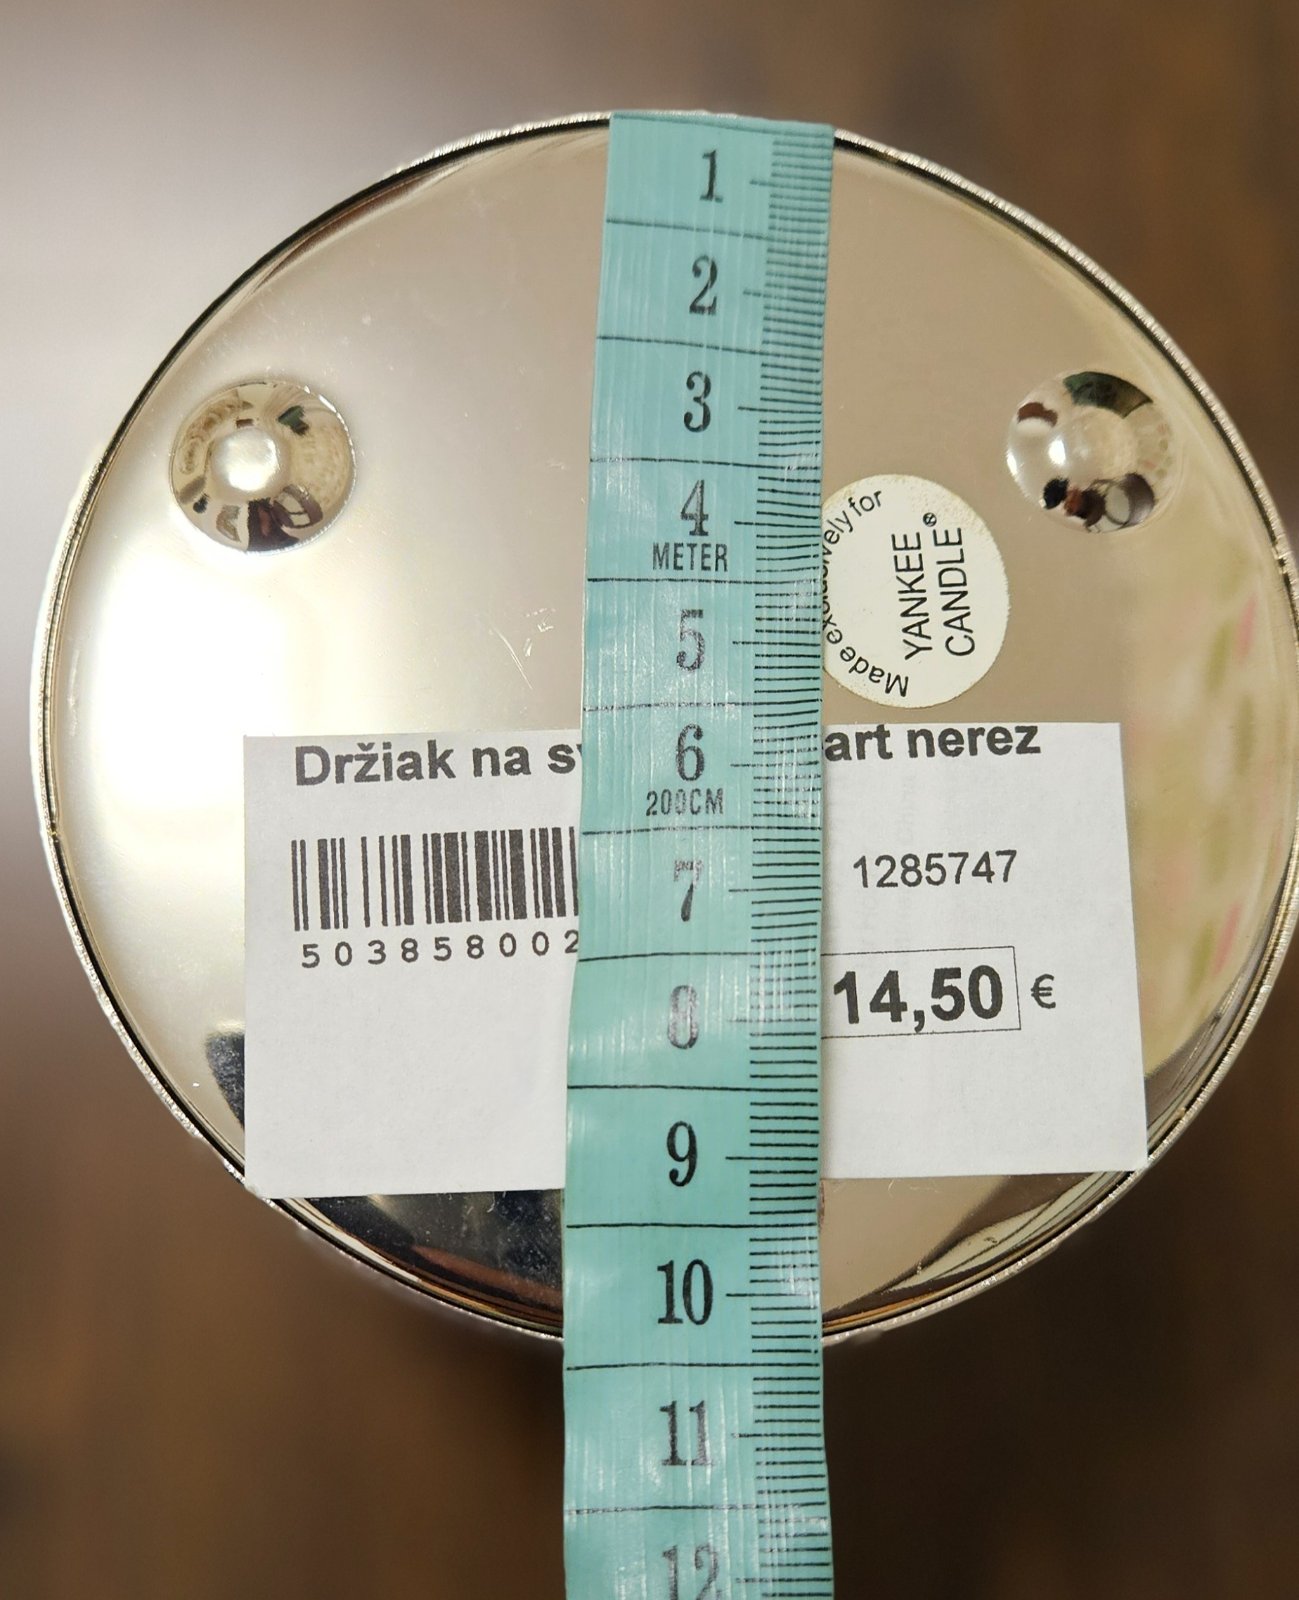 1
2
3
4
METER
5
6
200CM
7
8
9
10
11
12
Made exclusively for
YANKEE
CANDLE®
Držiak na sv
art nerez
503858002
1285747
14,50 €